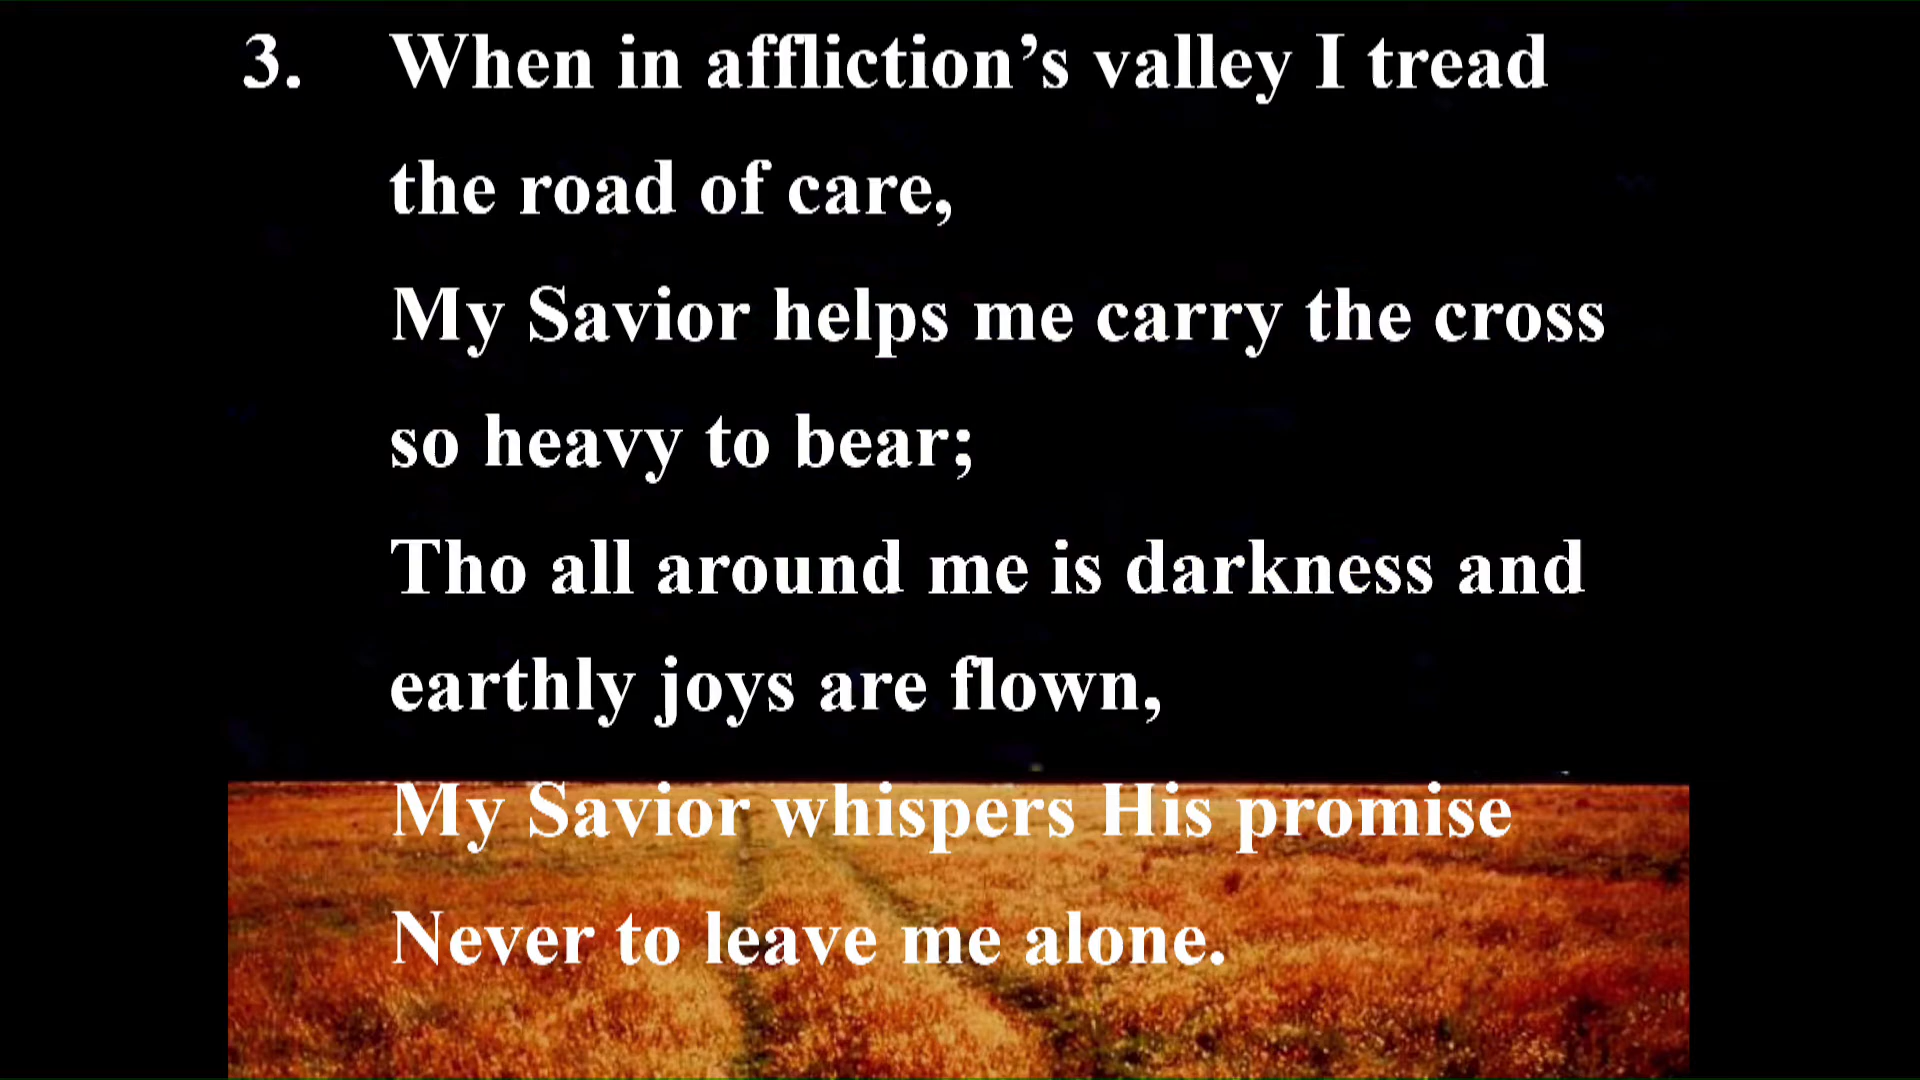 3. When in affliction’s valley I tread
the road of care,
My Savior helps me carry the cross
so heavy to bear;
Tho all around me is darkness and
earthly joys are flown,
My Savior whispers His promise
Never to leave me alone.